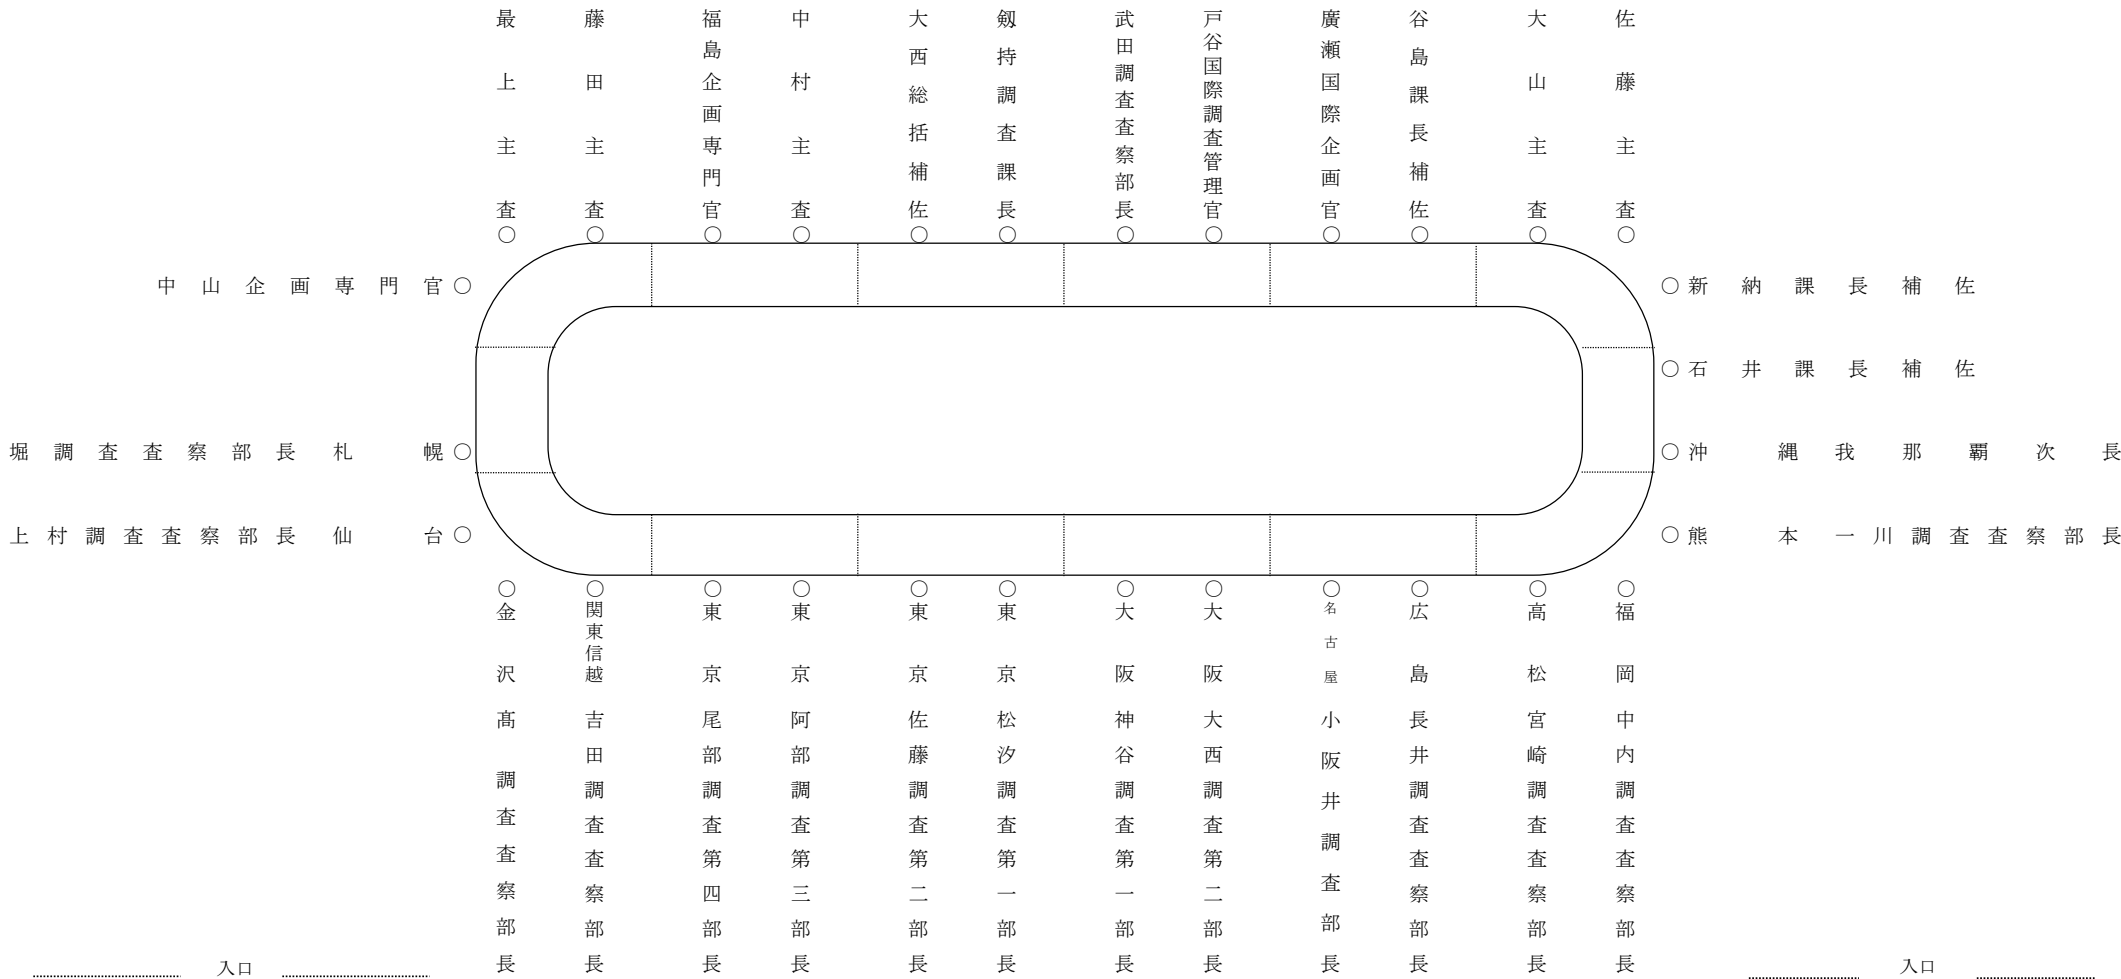 最上主査
藤田主査
福島企画専門官
中村主査
大西総括補佐
剱持調査課長
武田調査査察部長
戸谷国際調査管理官
廣瀬国際企画官
谷島課長補佐
大山主査
佐藤主査
中山企画専門官
新納課長補佐
石井課長補佐
堀調査査察部長札幌
沖縄我那覇次長
上村調査査察部長仙台
熊本一川調査査察部長
金沢髙調査査察部長
関東信越吉田調査査察部長
東京尾部調査第四部長
東京阿部調査第三部長
東京佐藤調査第二部長
東京松汐調査第一部長
大阪神谷調査第一部長
大阪大西調査第二部長
名古屋小阪井調査部長
広島長井調査査察部長
高松宮崎調査査察部長
福岡中内調査査察部長
入口
入口